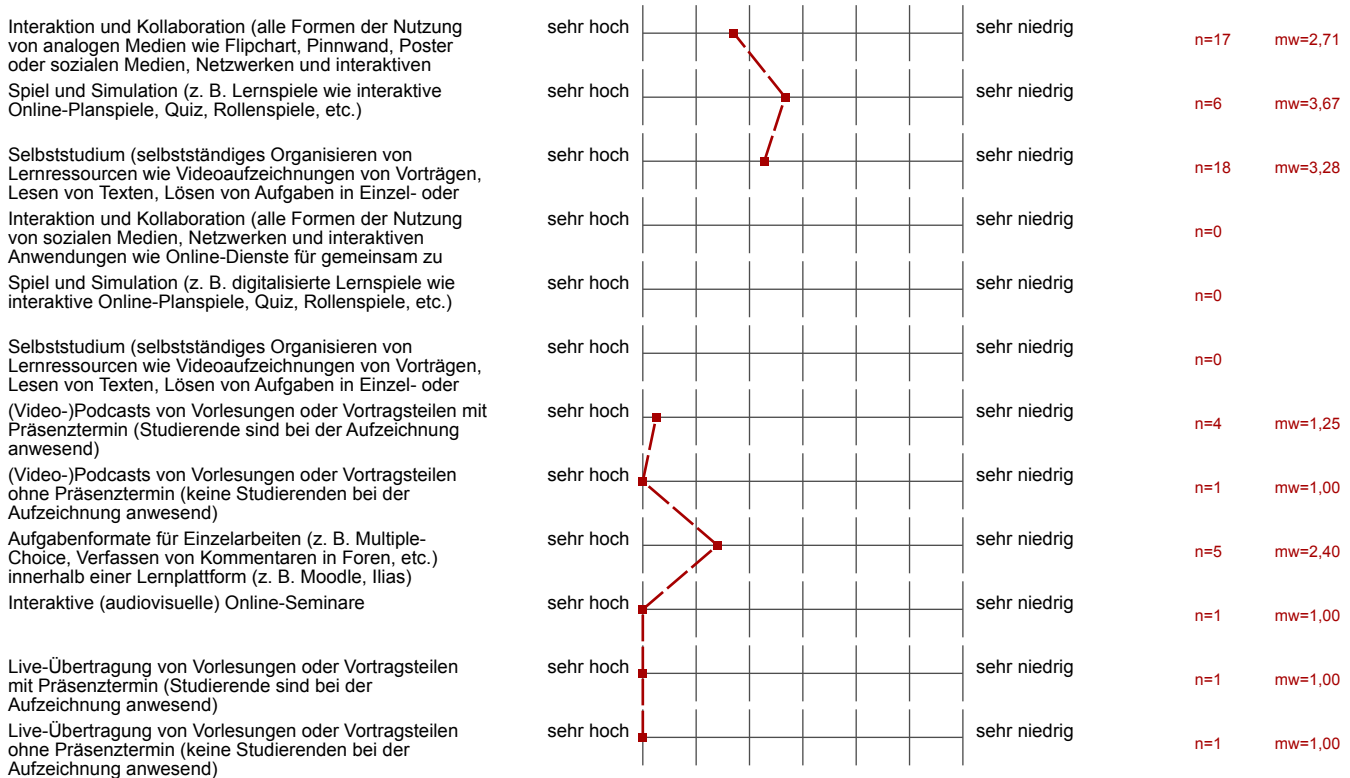 Interaktion und Kollaboration (alle Formen der Nutzung
von analogen Medien wie Flipchart, Pinnwand, Poster
oder sozialen Medien, Netzwerken und interaktiven
sehr hoch
sehr niedrig
n=17
mw=2,71
Spiel und Simulation (z. B. Lernspiele wie interaktive
Online-Planspiele, Quiz, Rollenspiele, etc.)
sehr hoch
sehr niedrig
n=6
mw=3,67
Selbststudium (selbstständiges Organisieren von
Lernressourcen wie Videoaufzeichnungen von Vorträgen,
Lesen von Texten, Lösen von Aufgaben in Einzel- oder
sehr hoch
sehr niedrig
n=18
mw=3,28
Interaktion und Kollaboration (alle Formen der Nutzung
von sozialen Medien, Netzwerken und interaktiven
Anwendungen wie Online-Dienste für gemeinsam zu
sehr hoch
sehr niedrig
n=0
Spiel und Simulation (z. B. digitalisierte Lernspiele wie
interaktive Online-Planspiele, Quiz, Rollenspiele, etc.)
sehr hoch
sehr niedrig
n=0
Selbststudium (selbstständiges Organisieren von
Lernressourcen wie Videoaufzeichnungen von Vorträgen,
Lesen von Texten, Lösen von Aufgaben in Einzel- oder
sehr hoch
sehr niedrig
n=0
(Video-)Podcasts von Vorlesungen oder Vortragsteilen mit
Präsenztermin (Studierende sind bei der Aufzeichnung
anwesend)
sehr hoch
sehr niedrig
n=4
mw=1,25
(Video-)Podcasts von Vorlesungen oder Vortragsteilen
ohne Präsenztermin (keine Studierenden bei der
Aufzeichnung anwesend)
sehr hoch
sehr niedrig
n=1
mw=1,00
Aufgabenformate für Einzelarbeiten (z. B. Multiple-
Choice, Verfassen von Kommentaren in Foren, etc.)
innerhalb einer Lernplattform (z. B. Moodle, Ilias)
sehr hoch
sehr niedrig
n=5
mw=2,40
Interaktive (audiovisuelle) Online-Seminare
sehr hoch
sehr niedrig
n=1
mw=1,00
Live-Übertragung von Vorlesungen oder Vortragsteilen
mit Präsenztermin (Studierende sind bei der
Aufzeichnung anwesend)
sehr hoch
sehr niedrig
n=1
mw=1,00
Live-Übertragung von Vorlesungen oder Vortragsteilen
ohne Präsenztermin (keine Studierenden bei der
Aufzeichnung anwesend)
sehr hoch
sehr niedrig
n=1
mw=1,00